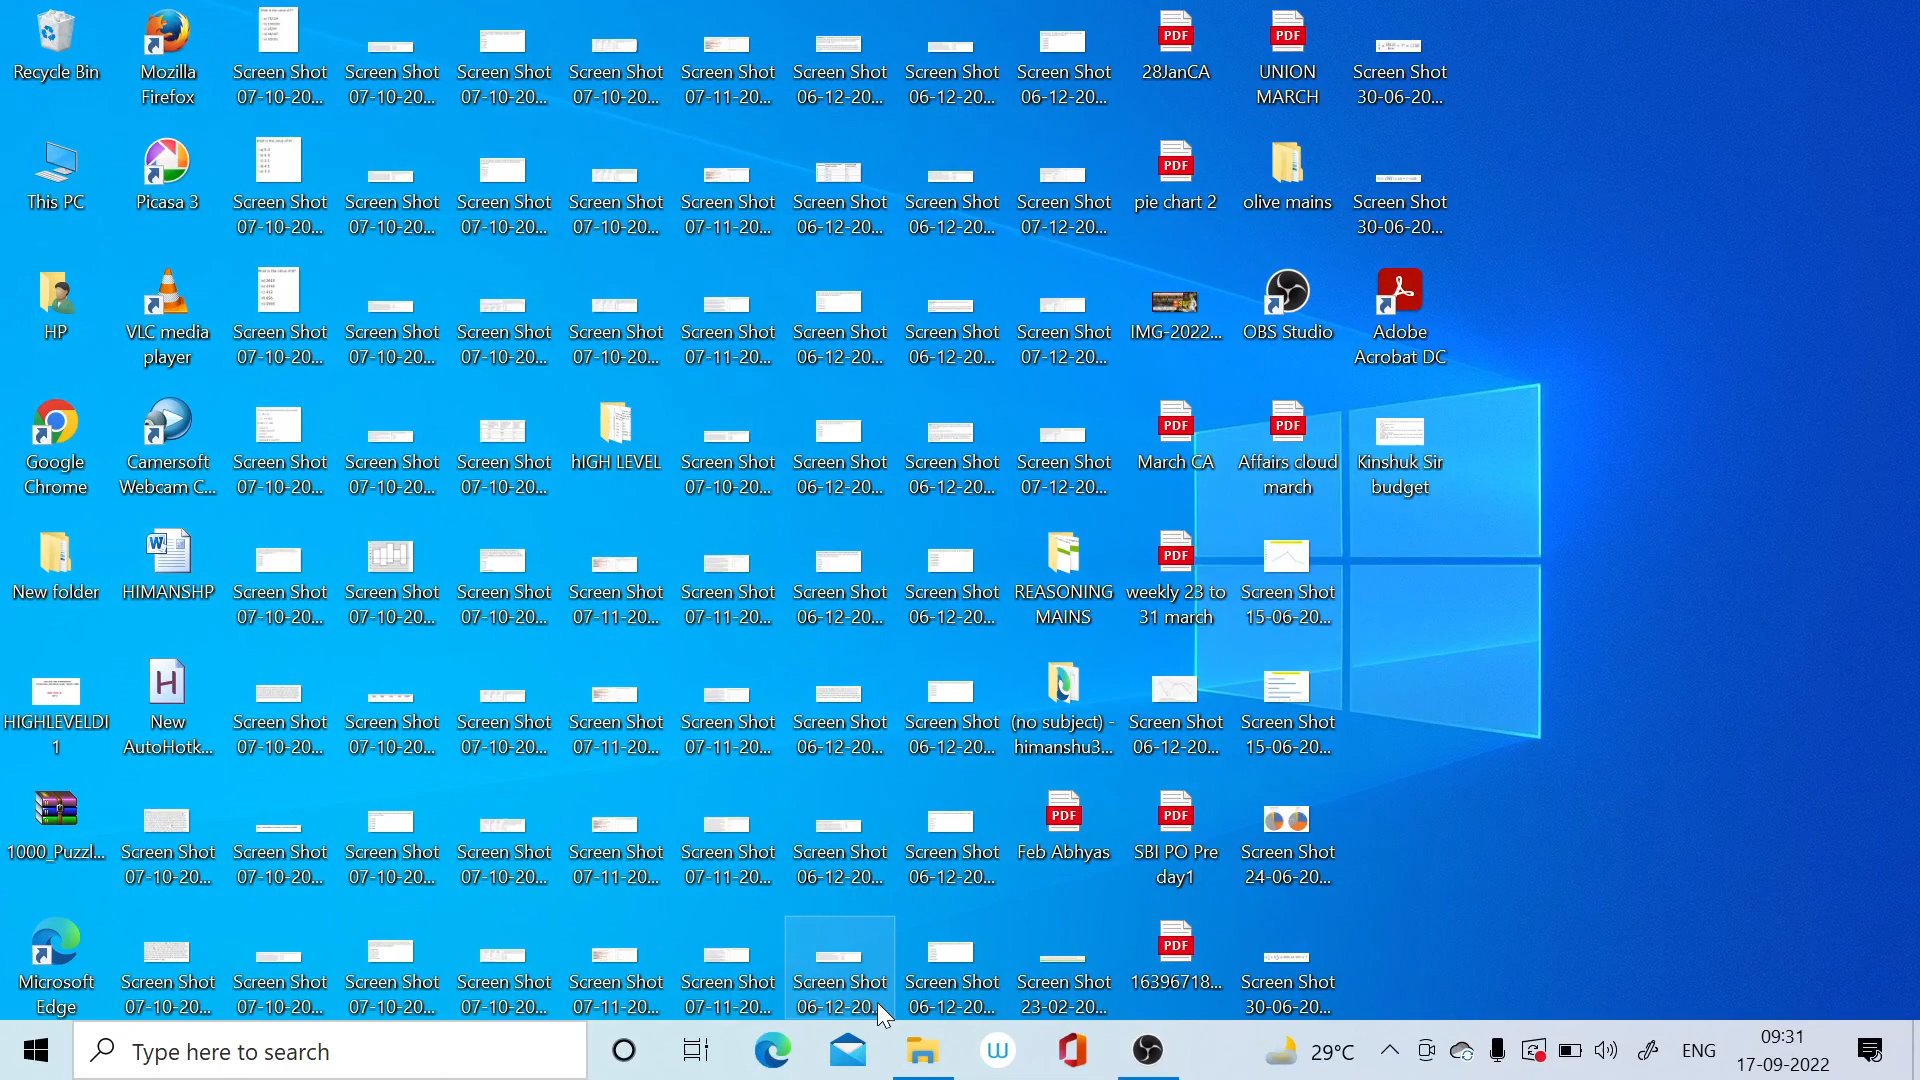 Recycle Bin
Mozilla
Firefox
Screen Shot
07-10-20...
Screen Shot
07-10-20...
Screen Shot
07-10-20...
Screen Shot
07-10-20...
Screen Shot
07-11-20...
Screen Shot
06-12-20...
Screen Shot
06-12-20...
Screen Shot
06-12-20...
PDF
28JanCA
PDF
UNION
MARCH
Screen Shot
30-06-20...
This PC
Picasa 3
Screen Shot
07-10-20...
Screen Shot
07-10-20...
Screen Shot
07-10-20...
Screen Shot
07-10-20...
Screen Shot
07-11-20...
Screen Shot
06-12-20...
Screen Shot
06-12-20...
Screen Shot
07-12-20...
PDF
pie chart 2
olive mains
Screen Shot
30-06-20...
HP
VLC media
player
Screen Shot
07-10-20...
Screen Shot
07-10-20...
Screen Shot
07-10-20...
Screen Shot
07-10-20...
Screen Shot
07-11-20...
Screen Shot
06-12-20...
Screen Shot
06-12-20...
Screen Shot
07-12-20...
IMG-2022...
OBS Studio
Adobe
Acrobat DC
Google
Chrome
Camersoft
Webcam C...
Screen Shot
07-10-20...
Screen Shot
07-10-20...
Screen Shot
07-10-20...
hIGH LEVEL
Screen Shot
07-10-20...
Screen Shot
06-12-20...
Screen Shot
06-12-20...
Screen Shot
07-12-20...
PDF
March CA
PDF
Affairs cloud
march
Kinshuk Sir
budget
New folder
HIMANSHP
Screen Shot
07-10-20...
Screen Shot
07-10-20...
Screen Shot
07-10-20...
Screen Shot
07-11-20...
Screen Shot
07-11-20...
Screen Shot
06-12-20...
Screen Shot
06-12-20...
REASONING
MAINS
PDF
weekly 23 to
31 march
Screen Shot
15-06-20...
HIGHLEVELDI
1
New
AutoHotk...
Screen Shot
07-10-20...
Screen Shot
07-10-20...
Screen Shot
07-10-20...
Screen Shot
07-11-20...
Screen Shot
07-11-20...
Screen Shot
06-12-20...
Screen Shot
06-12-20...
(no subject) -
himanshu3...
Screen Shot
06-12-20...
Screen Shot
15-06-20...
1000_Puzzl...
Screen Shot
07-10-20...
Screen Shot
07-10-20...
Screen Shot
07-10-20...
Screen Shot
07-10-20...
Screen Shot
07-11-20...
Screen Shot
07-11-20...
Screen Shot
06-12-20...
Screen Shot
06-12-20...
PDF
Feb Abhyas
PDF
SBI PO Pre
day1
Screen Shot
24-06-20...
Microsoft
Edge
Screen Shot
07-10-20...
Screen Shot
07-10-20...
Screen Shot
07-10-20...
Screen Shot
07-10-20...
Screen Shot
07-11-20...
Screen Shot
07-11-20...
Screen Shot
06-12-20...
Screen Shot
06-12-20...
Screen Shot
23-02-20...
PDF
16396718...
Screen Shot
30-06-20...
Type here to search
29°C
ENG
09:31
17-09-2022